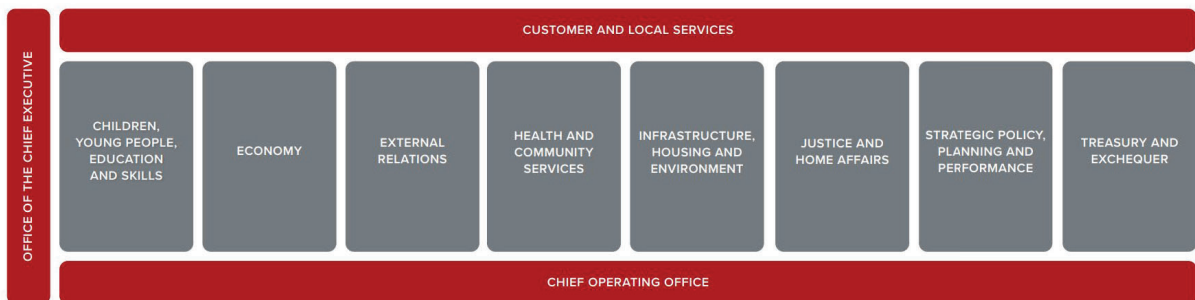 OFFICE OF THE CHIEF EXECUTIVE
CUSTOMER AND LOCAL SERVICES
CHILDREN,
YOUNG PEOPLE,
EDUCATION
AND SKILLS
ECONOMY
EXTERNAL
RELATIONS
HEALTH AND
COMMUNITY
SERVICES
INFRASTRUCTURE,
HOUSING AND
ENVIRONMENT
JUSTICE AND
HOME AFFAIRS
STRATEGIC POLICY,
PLANNING AND
PERFORMANCE
TREASURY AND
EXCHEQUER
CHIEF OPERATING OFFICE